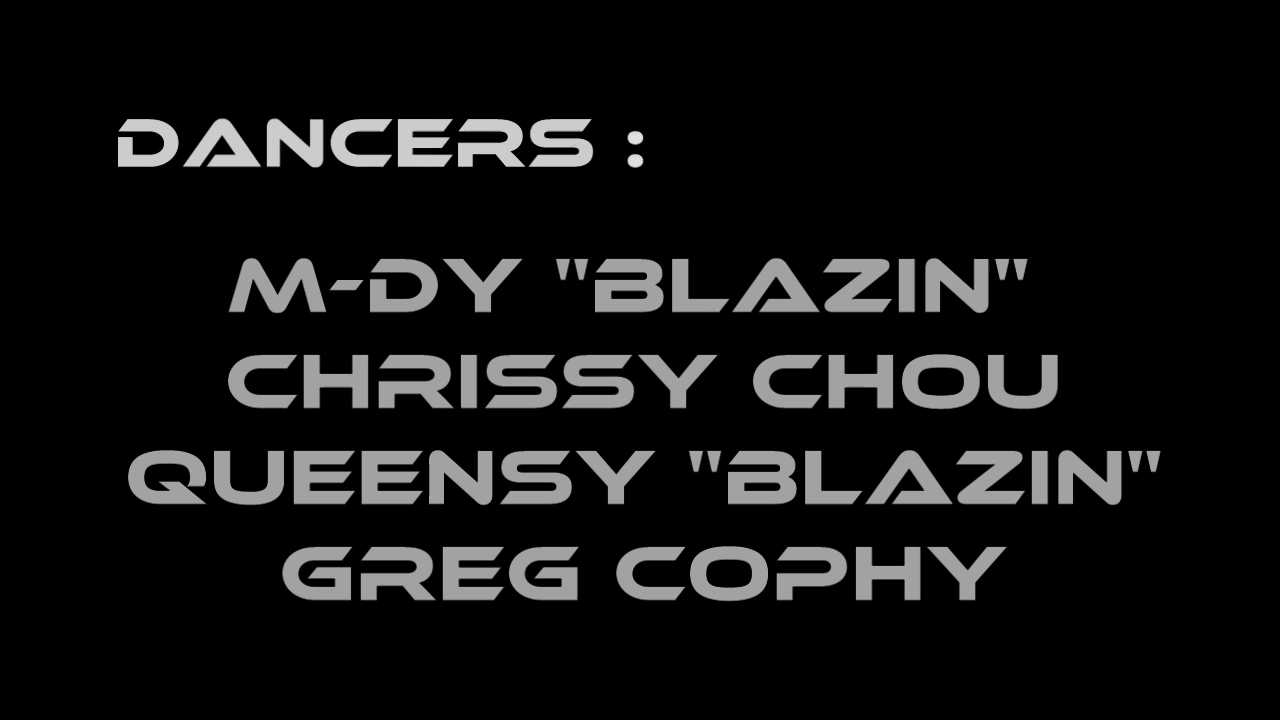 DANCERS :
M-DY "BLAZIN"
CHRISSY CHOU
QUEENSY "BLAZIN"
GREG COPHY